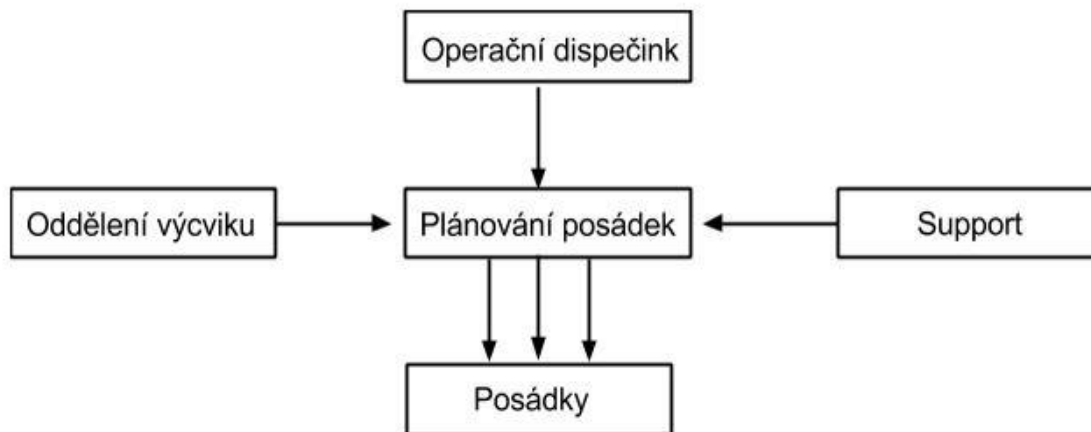 Operační dispečink
Oddělení výcviku
Plánování posádek
Support
Posádky